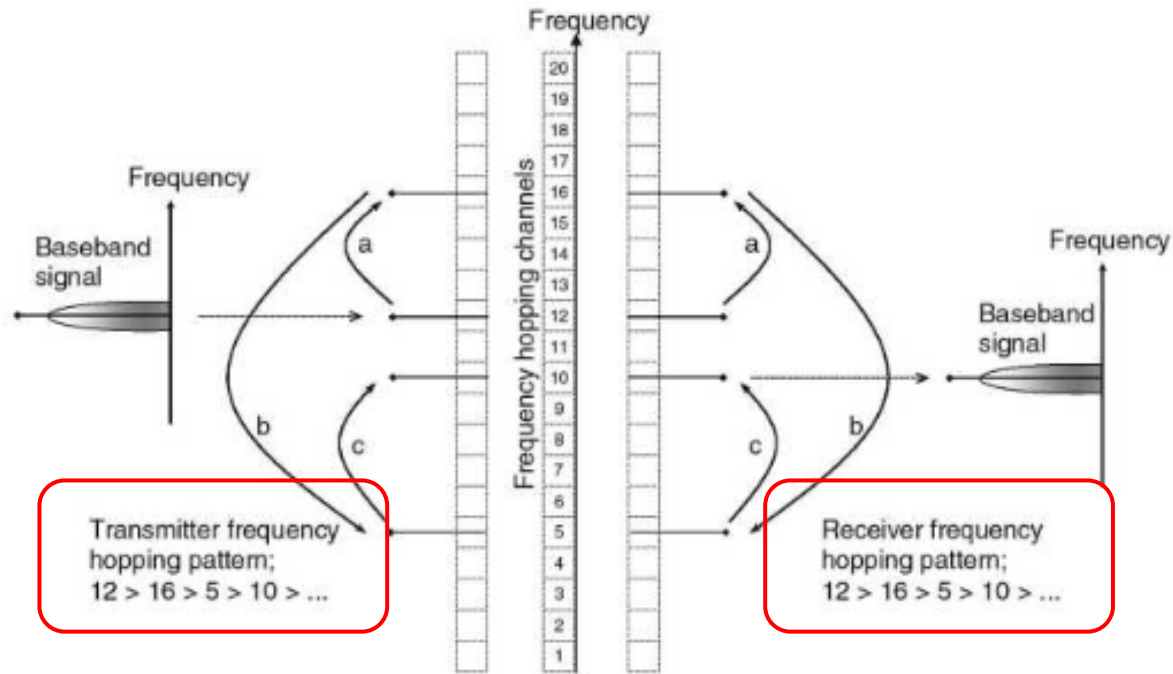 Frequency
20
19
18
17
16
15
14
13
12
11
10
9
8
7
6
5
4
3
2
1
Frequency hopping channels
Frequency
Baseband
signal
a
b
c
Transmitter frequency
hopping pattern;
12 > 16 > 5 > 10 > ...
a
b
c
Frequency
Baseband
signal
Receiver frequency
hopping pattern;
12 > 16 > 5 > 10 > ...